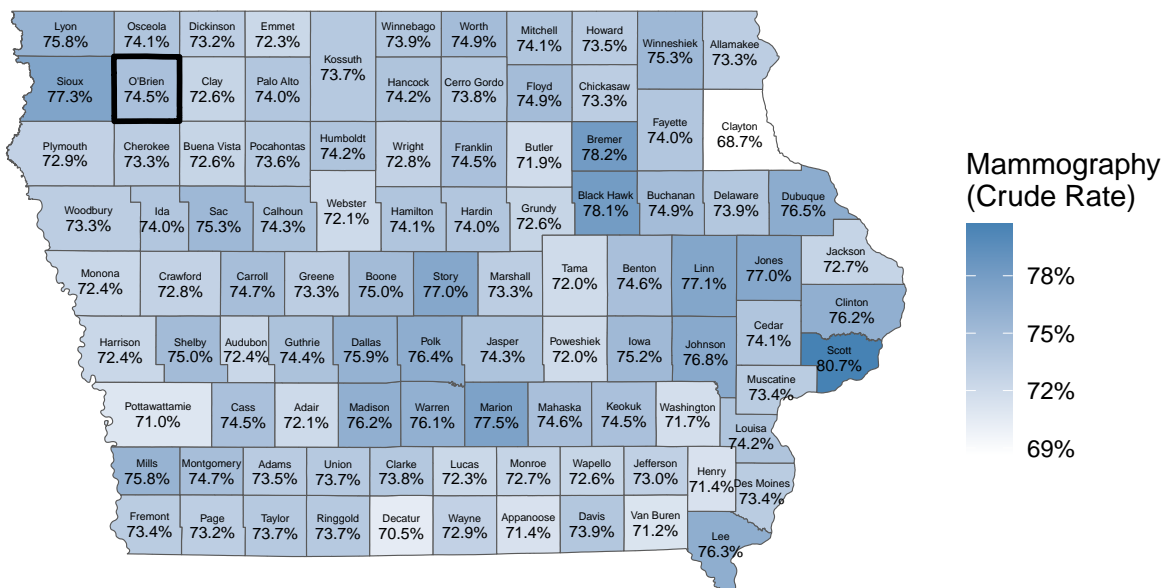 Lyon
75.8%
Osceola
74.1%
Dickinson
73.2%
Emmet
72.3%
Kossuth
73.7%
Winnebago
73.9%
Worth
74.9%
Mitchell
74.1%
Howard
73.5%
Winneshiek
75.3%
Allamakee
73.3%
Sioux
77.3%
O'Brien
74.5%
Clay
72.6%
Palo Alto
74.0%
Hancock
74.2%
Cerro Gordo
73.8%
Floyd
74.9%
Chickasaw
73.3%
Fayette
74.0%
Clayton
68.7%
Plymouth
72.9%
Cherokee
73.3%
Buena Vista
72.6%
Pocahontas
73.6%
Humboldt
74.2%
Wright
72.8%
Franklin
74.5%
Butler
71.9%
Bremer
78.2%
Woodbury
73.3%
Ida
74.0%
Sac
75.3%
Calhoun
74.3%
Webster
72.1%
Hamilton
74.1%
Hardin
74.0%
Grundy
72.6%
Black Hawk
78.1%
Buchanan
74.9%
Delaware
73.9%
Dubuque
76.5%
Monona
72.4%
Crawford
72.8%
Carroll
74.7%
Greene
73.3%
Boone
75.0%
Story
77.0%
Marshall
73.3%
Tama
72.0%
Benton
74.6%
Linn
77.1%
Jones
77.0%
Jackson
72.7%
Clinton
76.2%
Harrison
72.4%
Shelby
75.0%
Audubon
72.4%
Guthrie
74.4%
Dallas
75.9%
Polk
76.4%
Jasper
74.3%
Poweshiek
72.0%
Iowa
75.2%
Johnson
76.8%
Cedar
74.1%
Scott
80.7%
Muscatine
73.4%
Pottawattamie
71.0%
Cass
74.5%
Adair
72.1%
Madison
76.2%
Warren
76.1%
Marion
77.5%
Mahaska
74.6%
Keokuk
74.5%
Washington
71.7%
Louisa
74.2%
Mills
75.8%
Montgomery
74.7%
Adams
73.5%
Union
73.7%
Clarke
73.8%
Lucas
72.3%
Monroe
72.7%
Wapello
72.6%
Jefferson
73.0%
Henry
71.4%
Des Moines
73.4%
Fremont
73.4%
Page
73.2%
Taylor
73.7%
Ringgold
73.7%
Decatur
70.5%
Wayne
72.9%
Appanoose
71.4%
Davis
73.9%
Van Buren
71.2%
Lee
76.3%
Mammography
(Crude Rate)
78%
75%
72%
69%